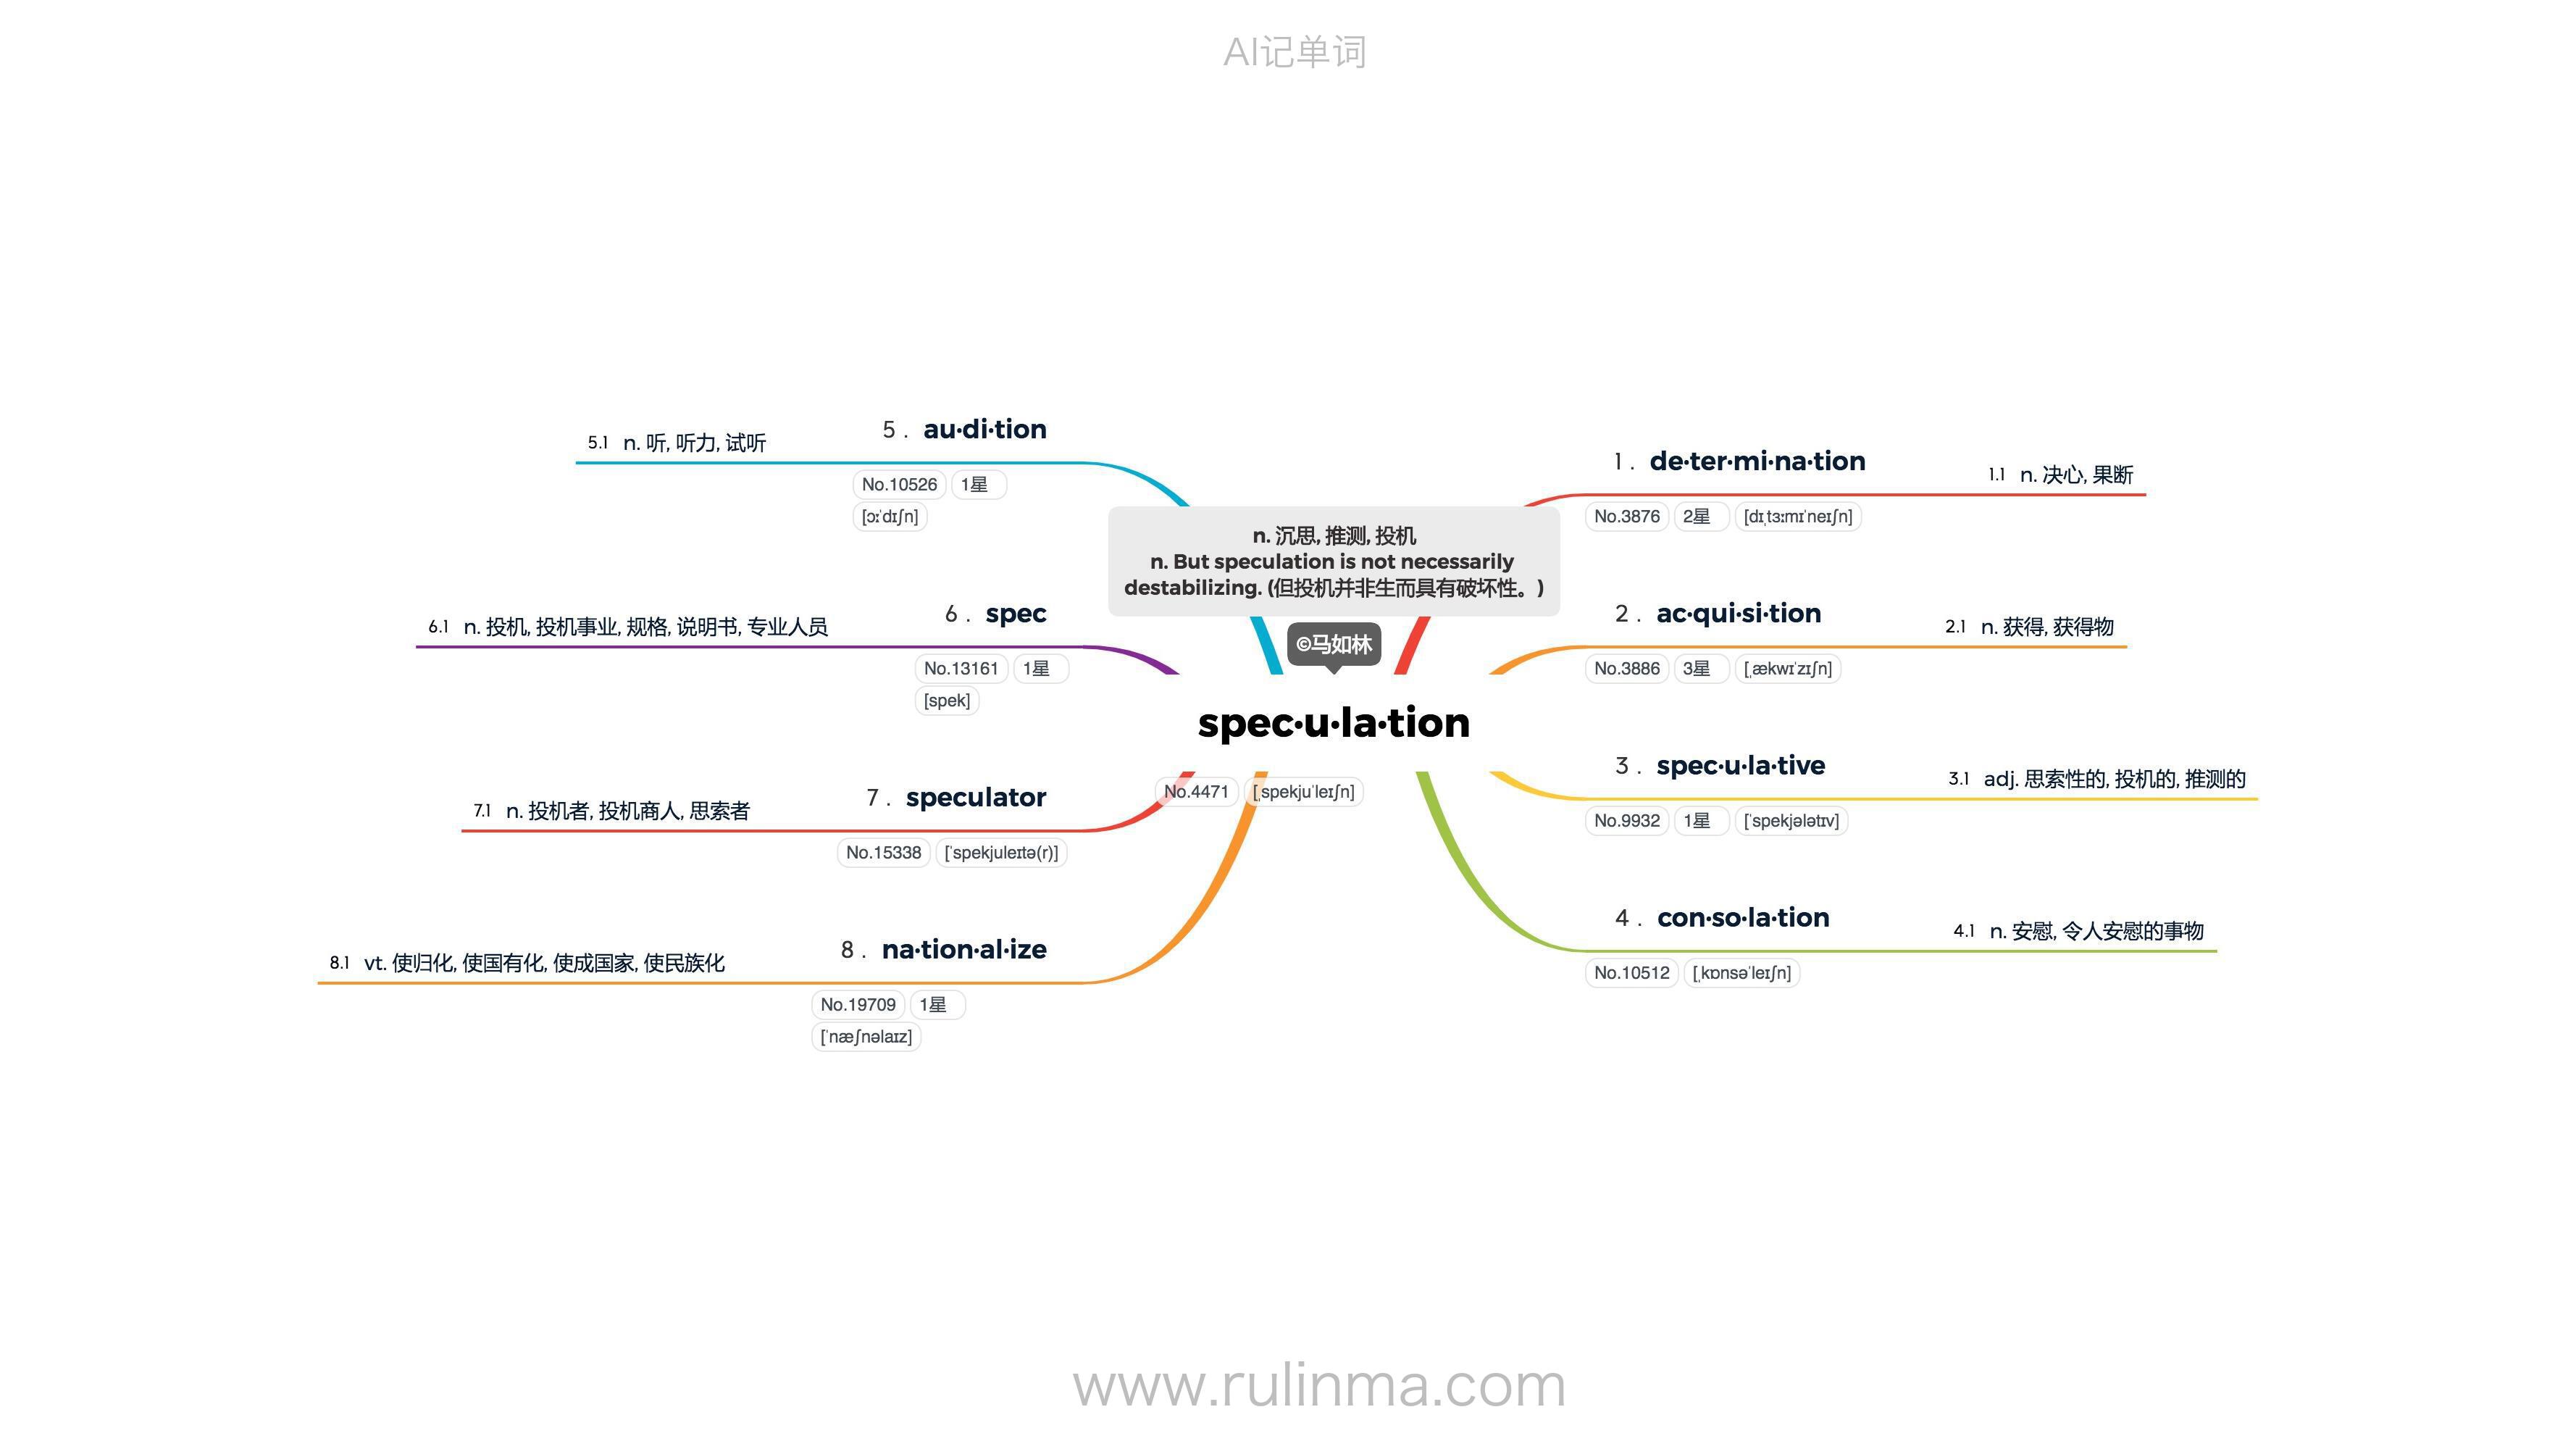 AI记单词
n. 沉思, 推测, 投机
n. But speculation is not necessarily
destabilizing. (但投机并非生而具有破坏性。)
©马如林
spec·u·la·tion
No.4471 [ˌspekjuˈleɪʃn]
1 . de·ter·mi·na·tion
No.3876 2星 [dɪˌtɜːmɪˈneɪʃn]
1.1 n. 决心, 果断
2 . ac·qui·si·tion
No.3886 3星 [ˌækwɪˈzɪʃn]
2.1 n. 获得, 获得物
3 . spec·u·la·tive
No.9932 1星 [ˈspekjələtɪv]
3.1 adj. 思索性的, 投机的, 推测的
4 . con·so·la·tion
No.10512 [ˌkɒnsəˈleɪʃn]
4.1 n. 安慰, 令人安慰的事物
5 . au·di·tion
No.10526 1星
[ɔːˈdɪʃn]
5.1 n. 听, 听力, 试听
6 . spec
No.13161 1星
[spek]
6.1 n. 投机, 投机事业, 规格, 说明书, 专业人员
7 . speculator
No.15338 [ˈspekjuleɪtə(r)]
7.1 n. 投机者, 投机商人, 思索者
8 . na·tion·al·ize
No.19709 1星
[ˈnæʃnəlaɪz]
8.1 vt. 使归化, 使国有化, 使成国家, 使民族化
www.rulinma.com